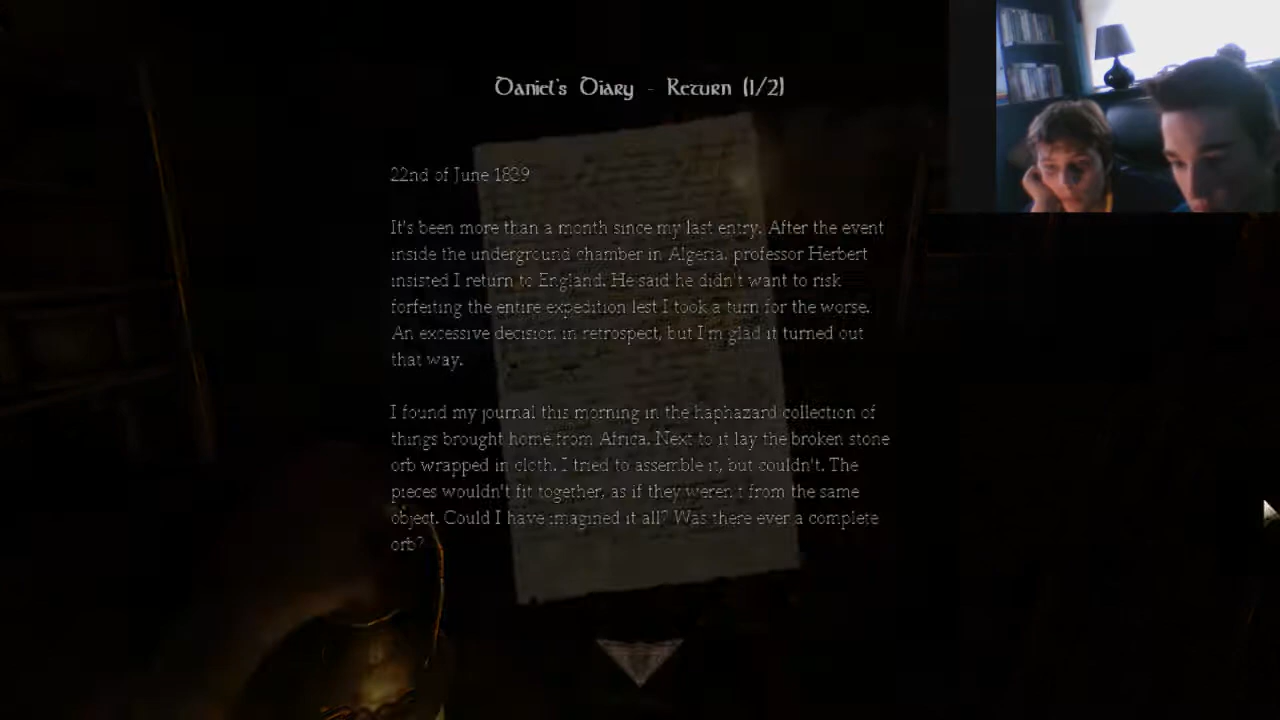 Daniel's Diary - Return (1/2)
22nd of June 1839
It's been more than a month since my last entry. After the event
inside the underground chamber in Algeria, professor Herbert
insisted I return to England. He said he didn't want to risk
forfeiting the entire expedition lest I took a turn for the worse.
An excessive decision in retrospect, but I'm glad it turned out
that way.
I found my journal this morning in the haphazard collection of
things brought home from Africa. Next to it lay the broken stone
orb wrapped in cloth. I tried to assemble it, but couldn't. The
pieces wouldn't fit together, as if they weren't from the same
object. Could I have imagined it all? Was there ever a complete
orb?